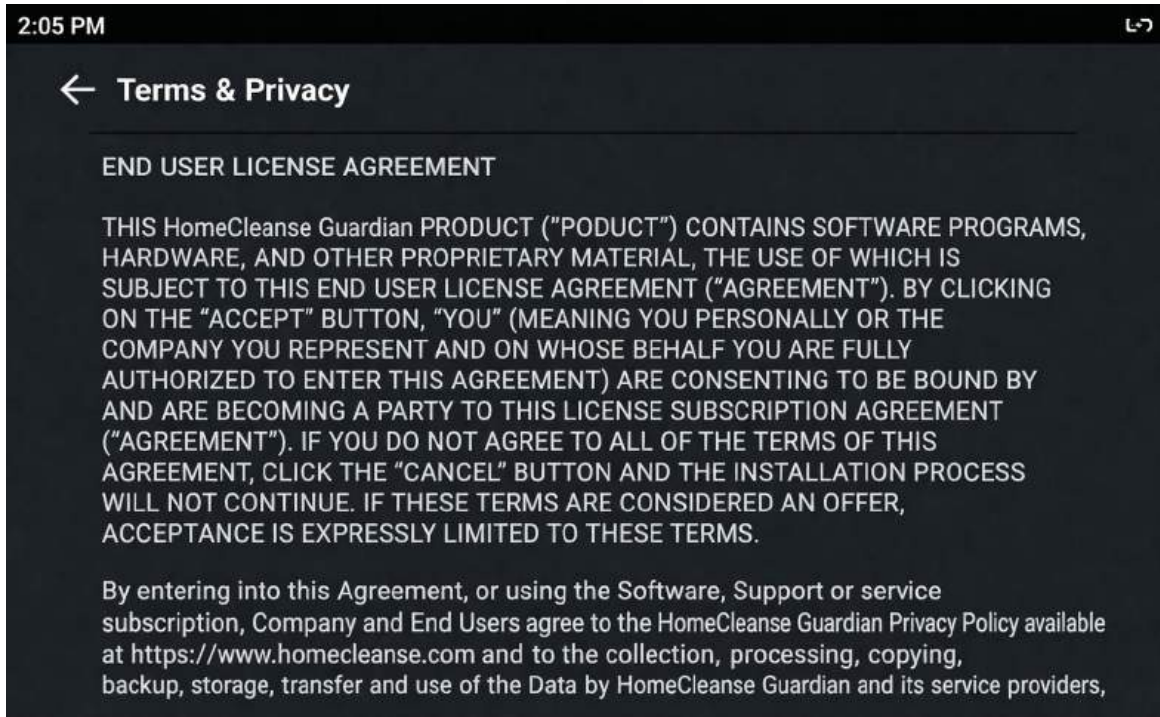 2:05 PM
Terms & Privacy
END USER LICENSE AGREEMENT
THIS HomeCleanse Guardian PRODUCT (“PODUCT”) CONTAINS SOFTWARE PROGRAMS,
HARDWARE, AND OTHER PROPRIETARY MATERIAL, THE USE OF WHICH IS
SUBJECT TO THIS END USER LICENSE AGREEMENT (“AGREEMENT”). BY CLICKING
ON THE “ACCEPT” BUTTON, “YOU” (MEANING YOU PERSONALLY OR THE
COMPANY YOU REPRESENT AND ON WHOSE BEHALF YOU ARE FULLY
AUTHORIZED TO ENTER THIS AGREEMENT) ARE CONSENTING TO BE BOUND BY
AND ARE BECOMING A PARTY TO THIS LICENSE SUBSCRIPTION AGREEMENT
(“AGREEMENT”). IF YOU DO NOT AGREE TO ALL OF THE TERMS OF THIS
AGREEMENT, CLICK THE “CANCEL” BUTTON AND THE INSTALLATION PROCESS
WILL NOT CONTINUE. IF THESE TERMS ARE CONSIDERED AN OFFER,
ACCEPTANCE IS EXPRESSLY LIMITED TO THESE TERMS.
By entering into this Agreement, or using the Software, Support or service
subscription, Company and End Users agree to the HomeCleanse Guardian Privacy Policy available
at https://www.homecleanse.com and to the collection, processing, copying,
backup, storage, transfer and use of the Data by HomeCleanse Guardian and its service providers,